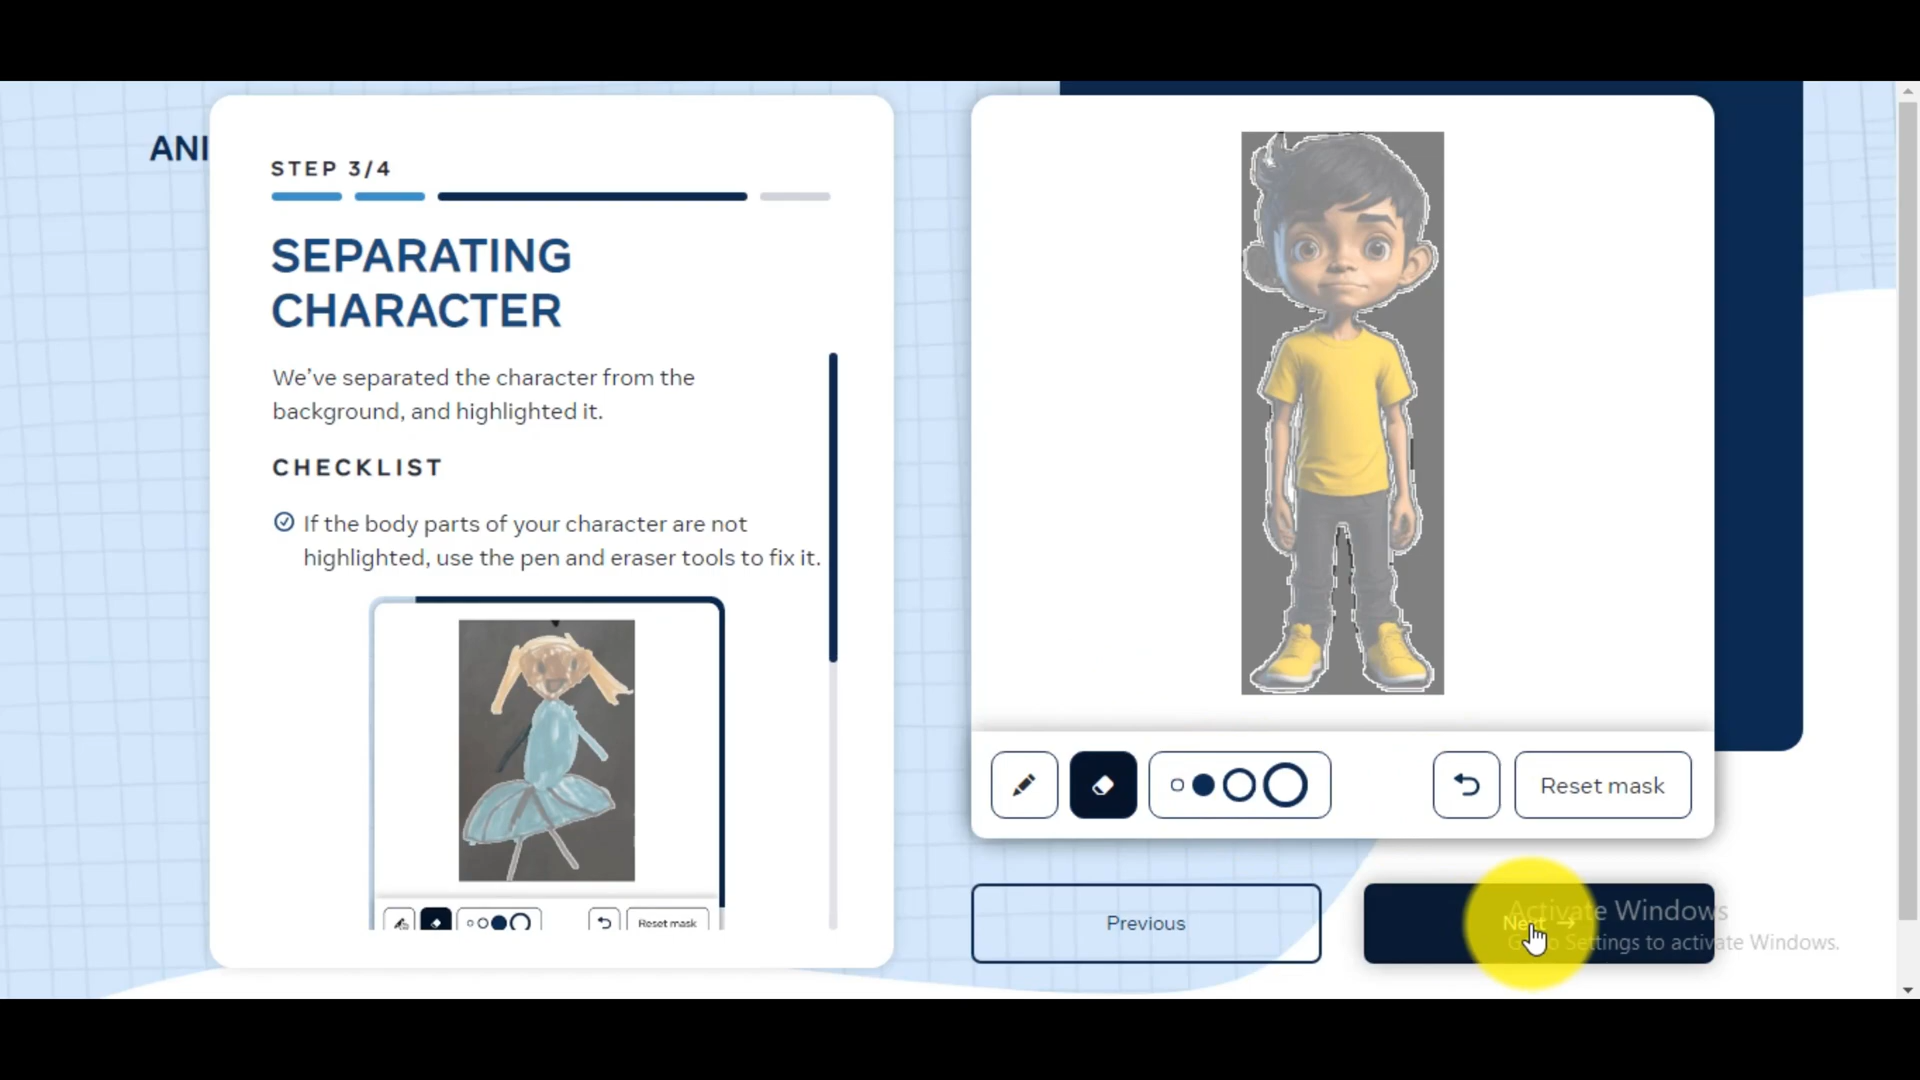 ANI
STEP 3/4
SEPARATING
CHARACTER
We've separated the character from the
background, and highlighted it.
CHECKLIST
If the body parts of your character are not
highlighted, use the pen and eraser tools to fix it.
Reset mask
Reset mask
Previous
Next →
Activate Windows
Go to Settings to activate Windows.